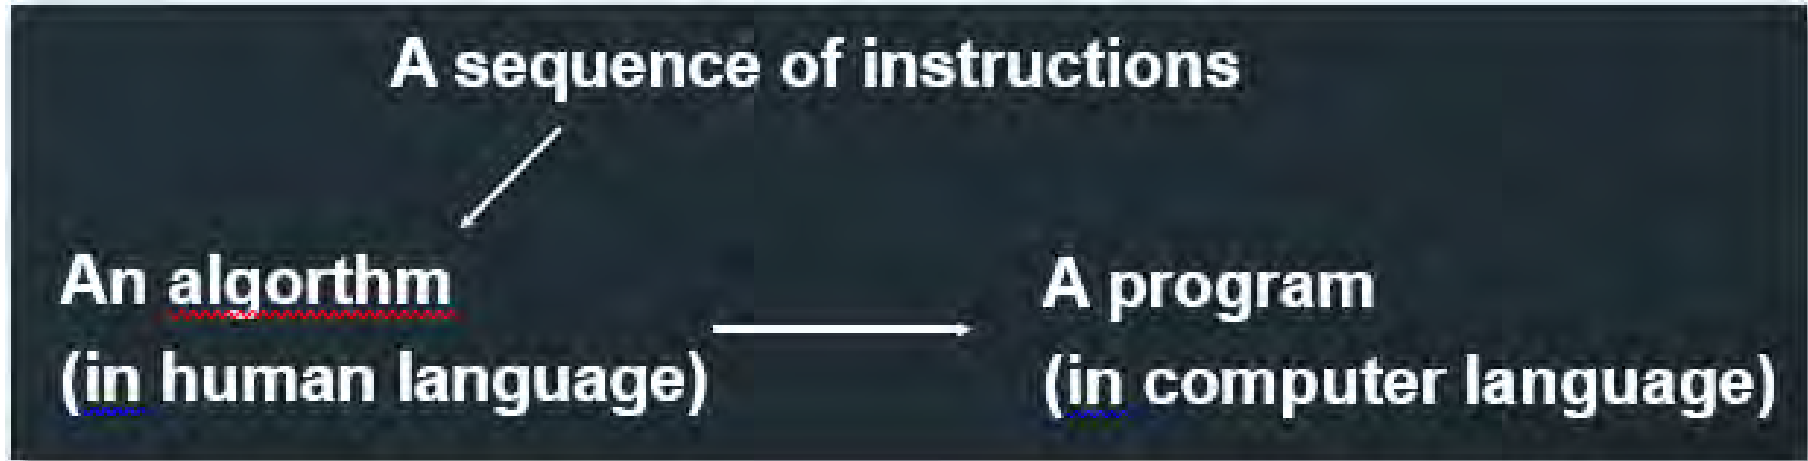 A sequence of instructions
An algorthm
(in human language)
A program
(in computer language)